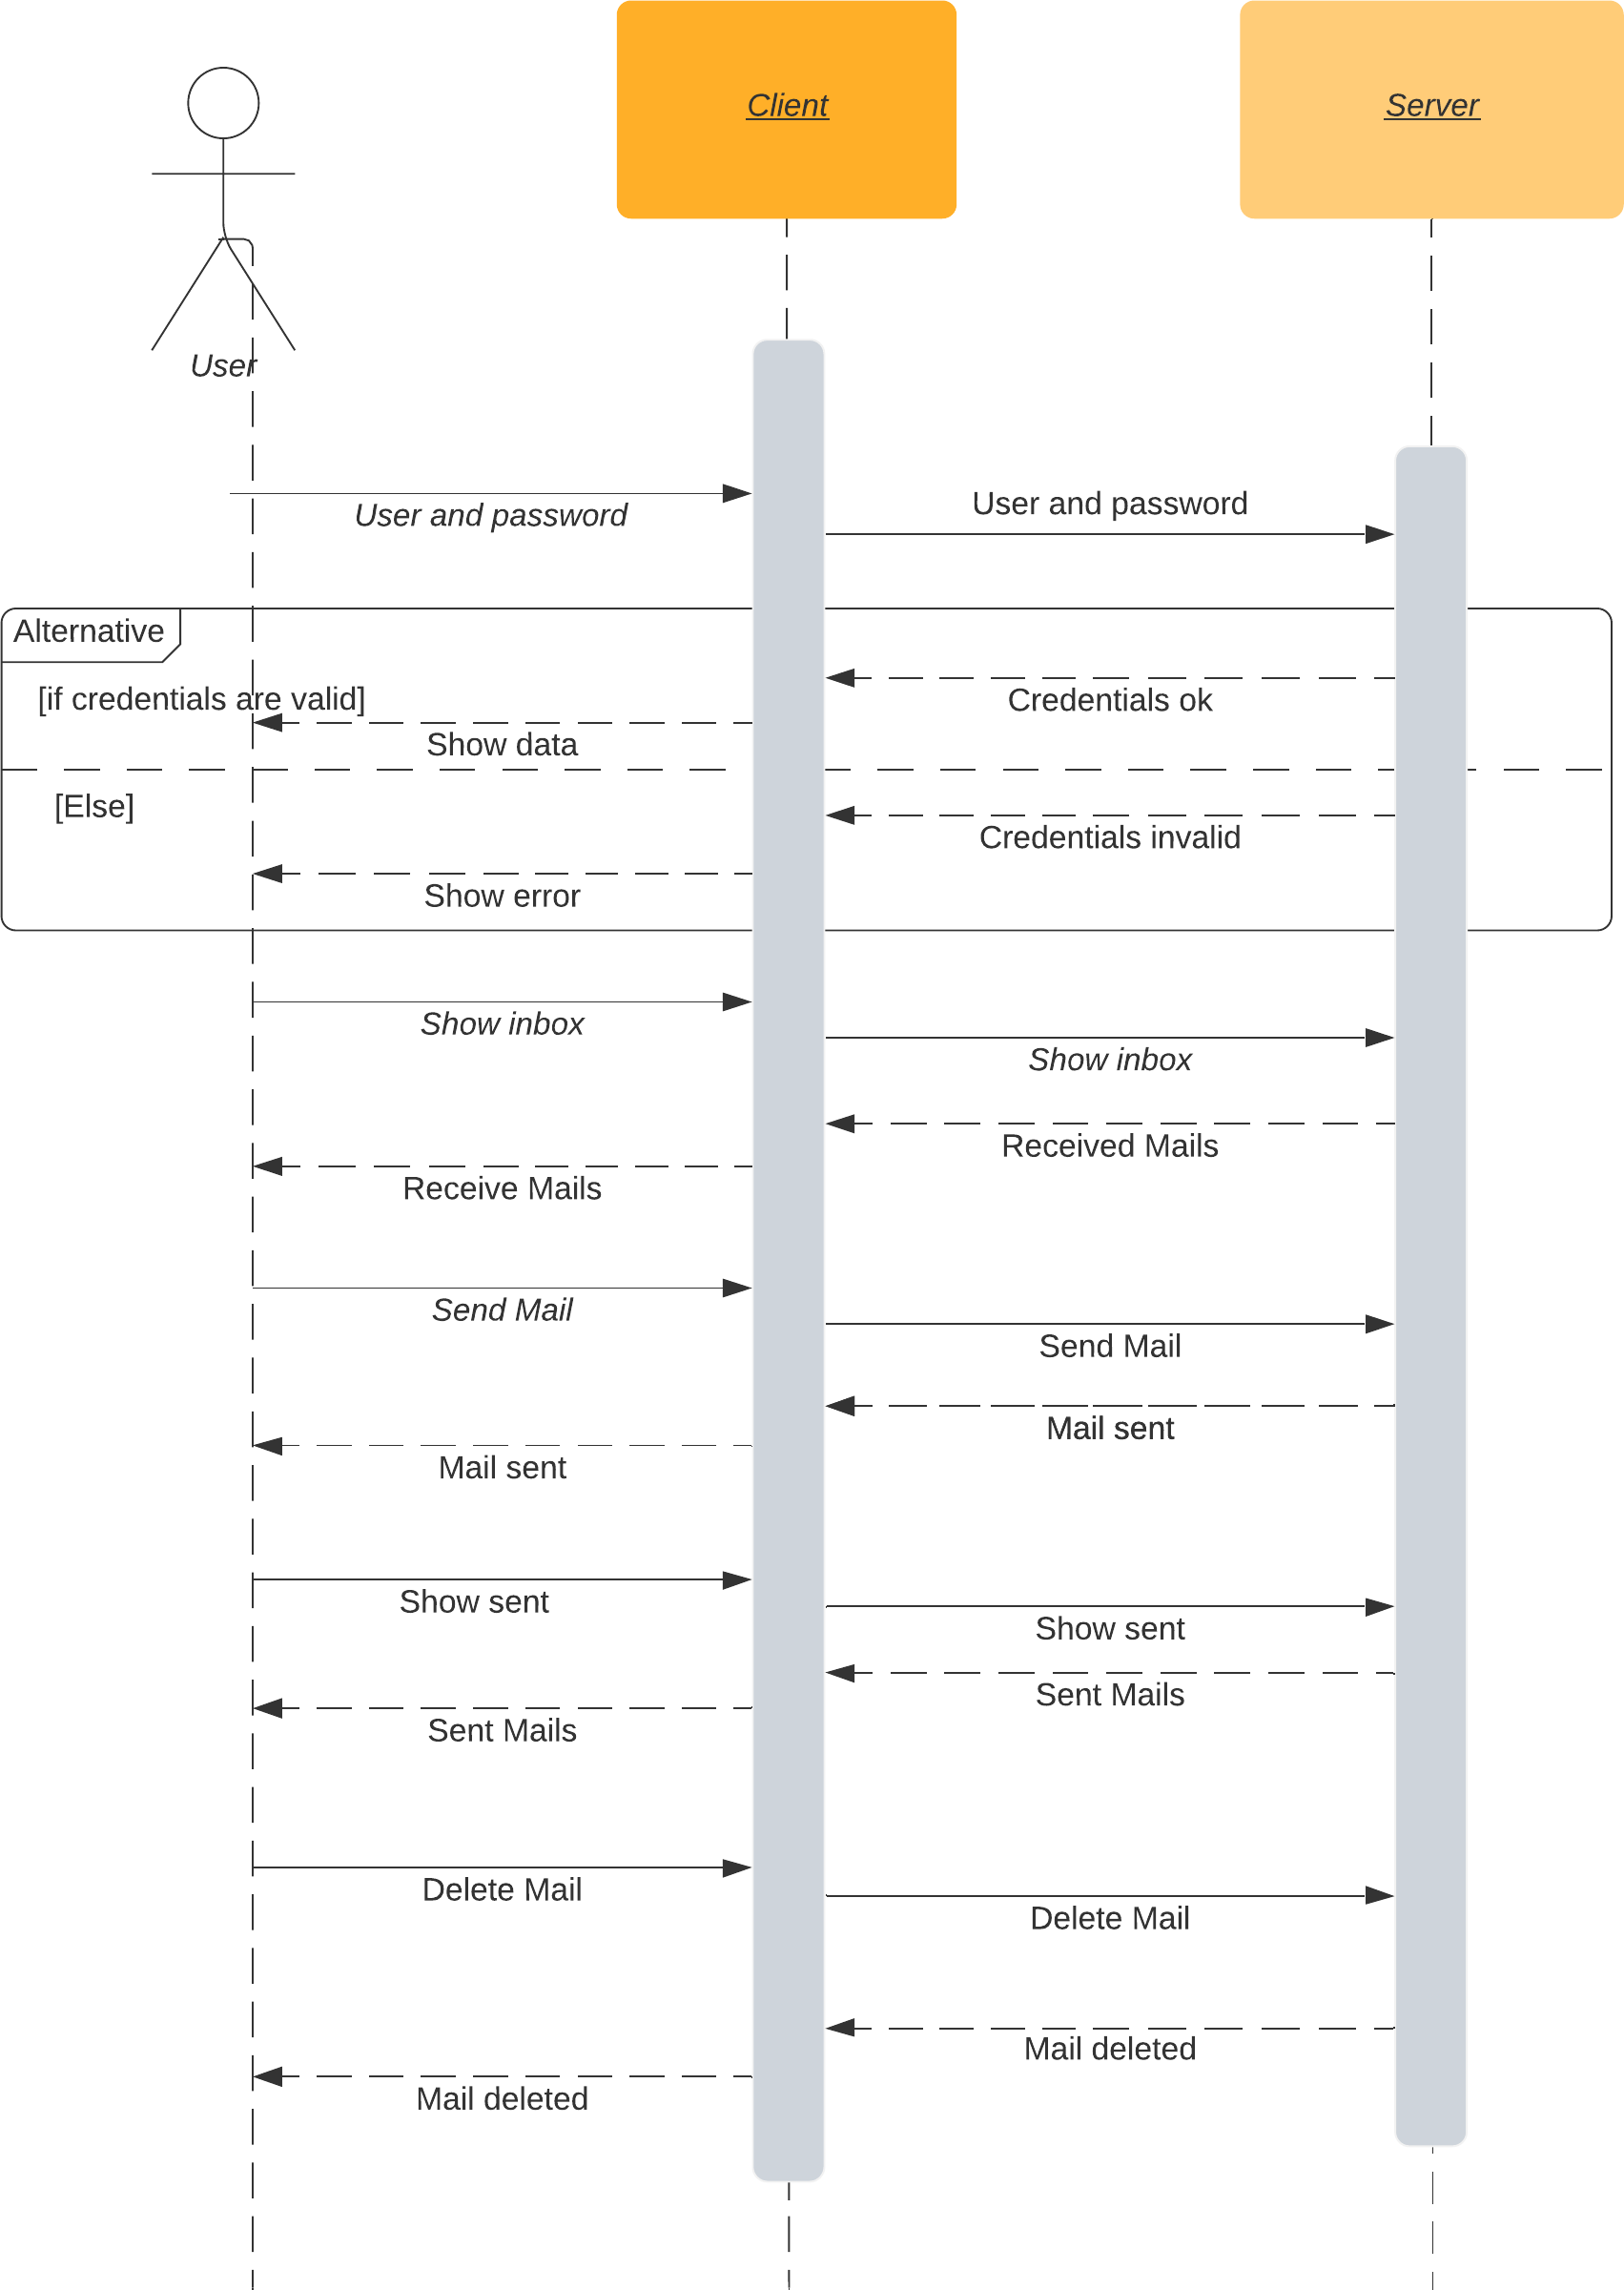 Client
Server
User
User and password
User and password
Alternative
[if credentials are valid]
Credentials ok
Show data
[Else]
Credentials invalid
Show error
Show inbox
Show inbox
Received Mails
Receive Mails
Send Mail
Send Mail
Mail sent
Mail sent
Show sent
Show sent
Sent Mails
Sent Mails
Delete Mail
Delete Mail
Mail deleted
Mail deleted